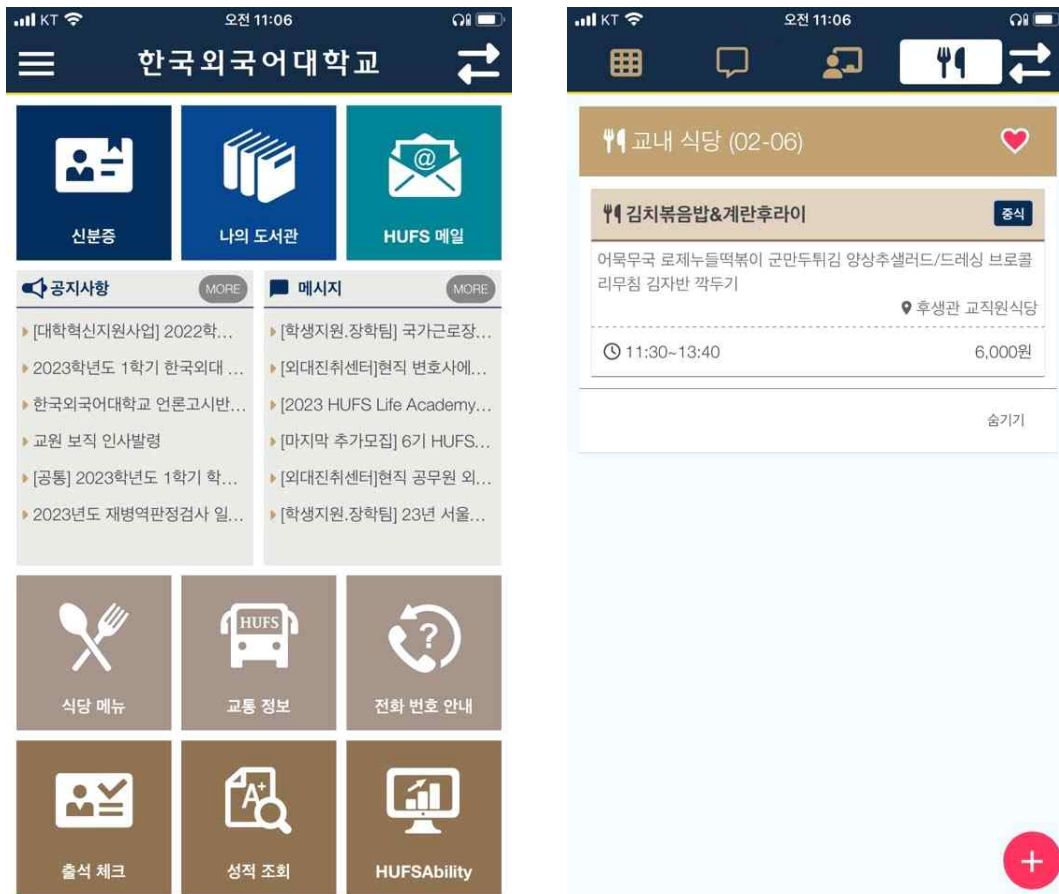 KT 오전 11:06
한국외국어대학교
신분증
나의 도서관
@
HUFS 메일
공지사항 MORE
[대학혁신지원사업] 2022학...
2023학년도 1학기 한국외대 ...
한국외국어대학교 언론고시반...
교원 보직 인사발령
[공통] 2023학년도 1학기 학...
2023년도 재병역판정검사 일...
메시지 MORE
[학생지원.장학팀] 국가근로장...
[외대진취센터]현직 변호사에...
[2023 HUFS Life Academy...
[마지막 추가모집] 6기 HUFS...
[외대진취센터]현직 공무원 외...
[학생지원.장학팀] 23년 서울...
식당 메뉴
HUFS
교통 정보
?
전화 번호 안내
출석 체크
A+
성적 조회
HUFSAbility
KT 오전 11:06
교내 식당 (02-06)
김치볶음밥&계란후라이 중식
어묵무국 로제누들떡볶이 군만두튀김 양상추샐러드/드레싱 브로콜
리무침 김자반 깍두기
후생관 교직원식당
11:30~13:40 6,000원
숨기기
+